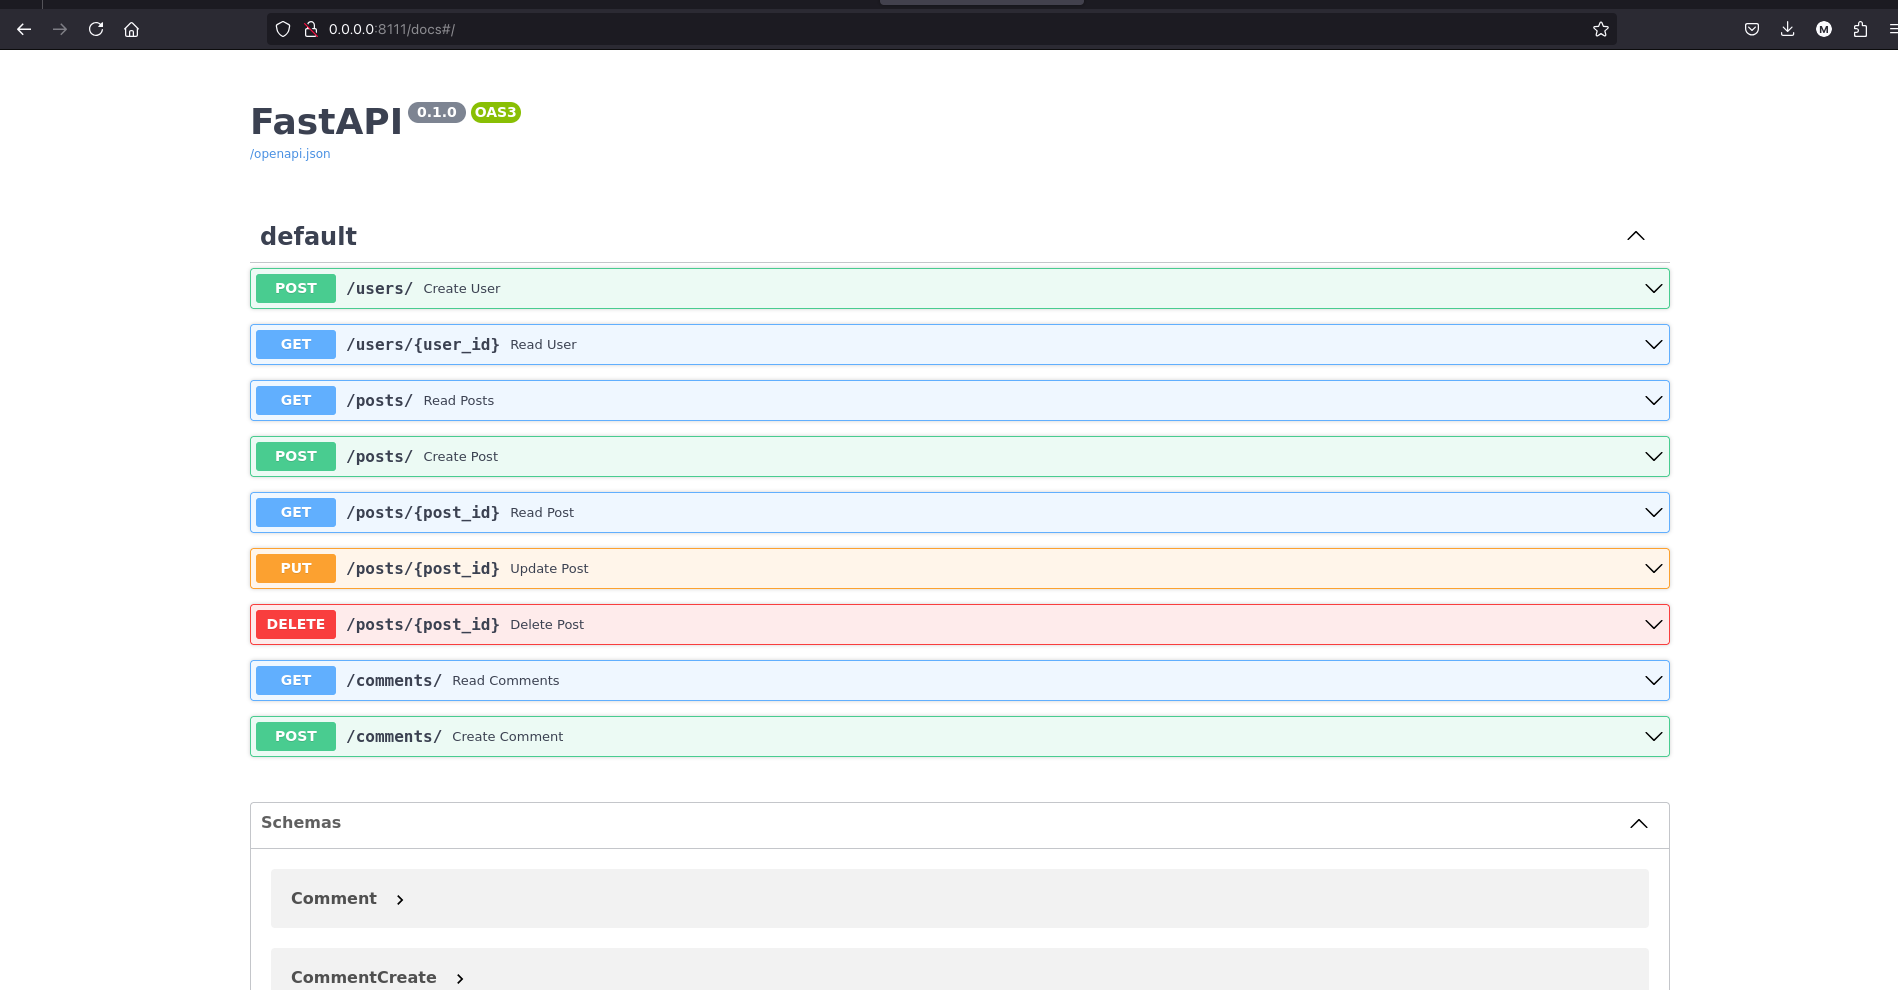 0.0.0.0:8111/docs#/
M
FastAPI 0.1.0 OAS3
/openapi.json
default
POST /users/ Create User
GET /users/{user_id} Read User
GET /posts/ Read Posts
POST /posts/ Create Post
GET /posts/{post_id} Read Post
PUT /posts/{post_id} Update Post
DELETE /posts/{post_id} Delete Post
GET /comments/ Read Comments
POST /comments/ Create Comment
Schemas
Comment
CommentCreate